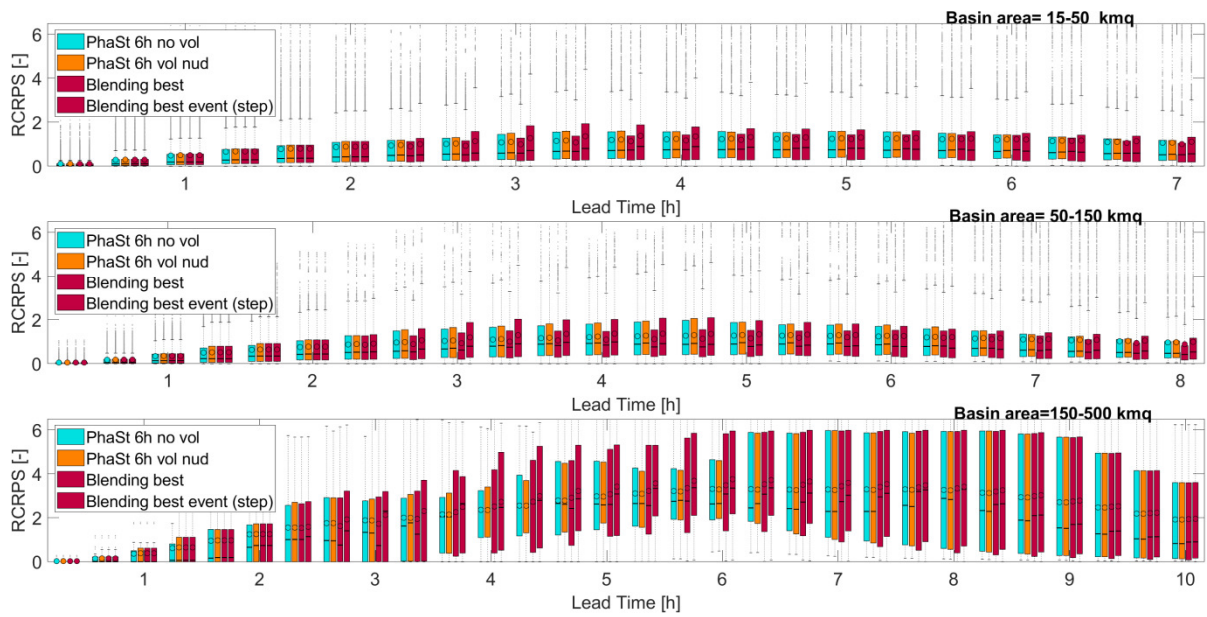 Basin area= 15-50 kmq
6
4
2
0
RCRPS [-]
PhaSt 6h no vol
PhaSt 6h vol nud
Blending best
Blending best event (step)
1 2 3 4 5 6 7
Lead Time [h]
Basin area= 50-150 kmq
6
4
2
0
RCRPS [-]
PhaSt 6h no vol
PhaSt 6h vol nud
Blending best
Blending best event (step)
1 2 3 4 5 6 7 8
Lead Time [h]
Basin area=150-500 kmq
6
4
2
0
RCRPS [-]
PhaSt 6h no vol
PhaSt 6h vol nud
Blending best
Blending best event (step)
1 2 3 4 5 6 7 8 9 10
Lead Time [h]